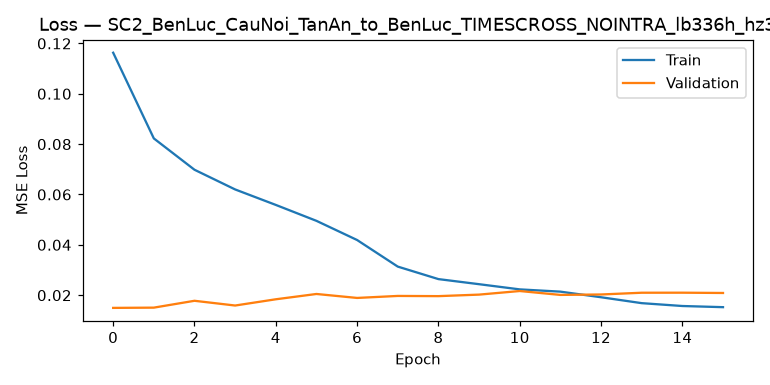 Loss — SC2_BenLuc_CauNoi_TanAn_to_BenLuc_TIMESCROSS_NOINTRA_lb336h_hz3
0.12
0.10
0.08
0.06
0.04
0.02
MSE Loss
Train
Validation
0 2 4 6 8 10 12 14
Epoch